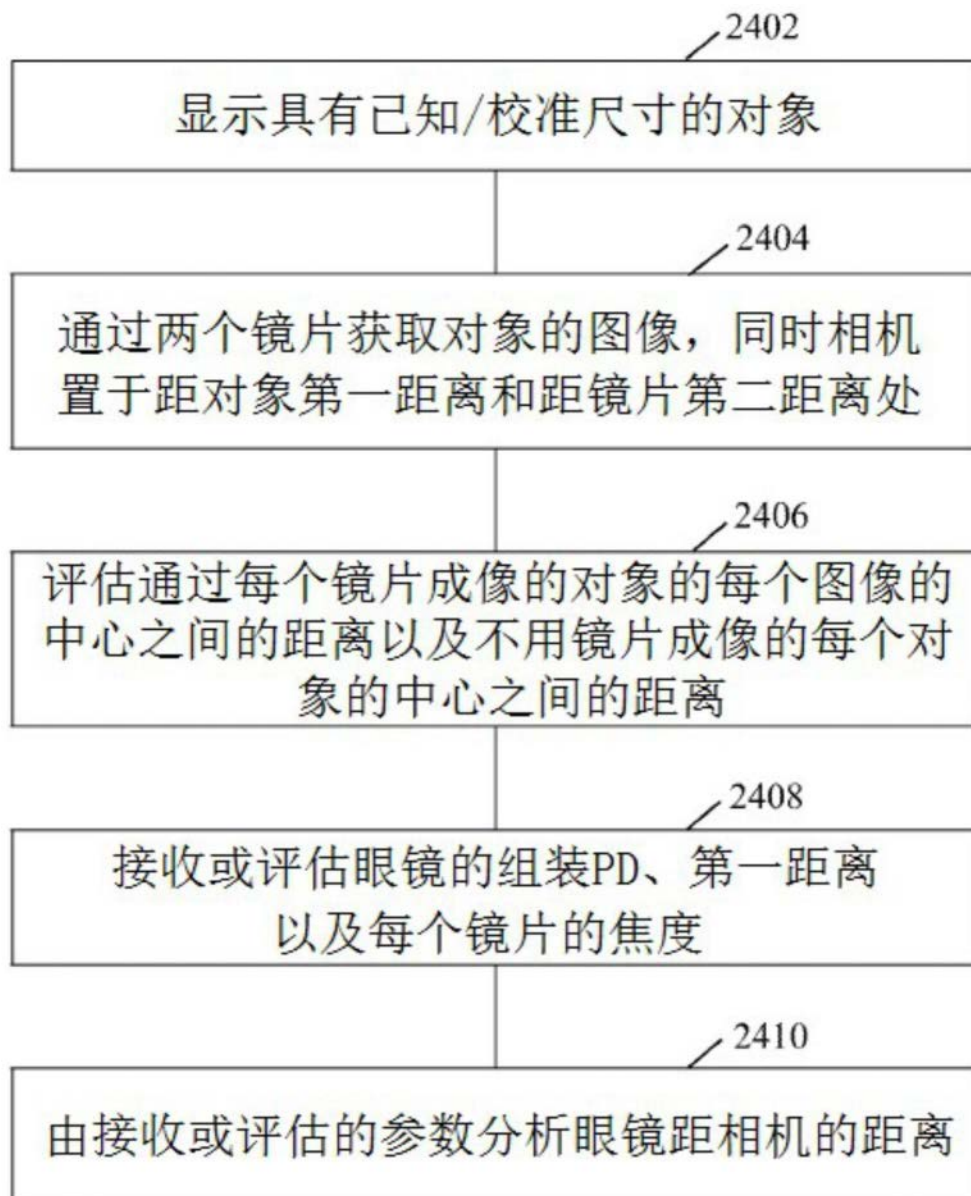 2402
显示具有已知/校准尺寸的对象
2404
通过两个镜片获取对象的图像，同时相机
置于距对象第一距离和距镜片第二距离处
2406
评估通过每个镜片成像的对象的每个图像的
中心之间的距离以及不用镜片成像的每个对
象的中心之间的距离
2408
接收或评估眼镜的组装PD、第一距离
以及每个镜片的焦度
2410
由接收或评估的参数分析眼镜距相机的距离